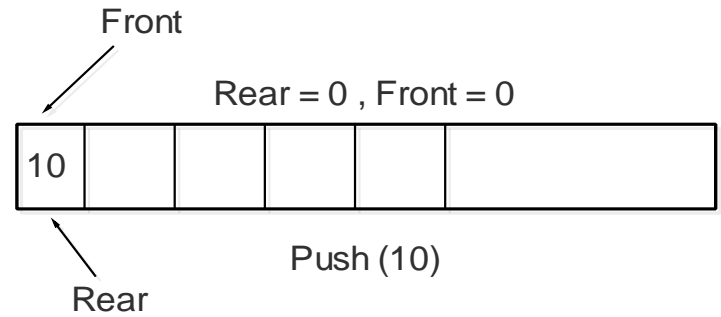 Front
Rear = 0 , Front = 0
10
Push (10)
Rear